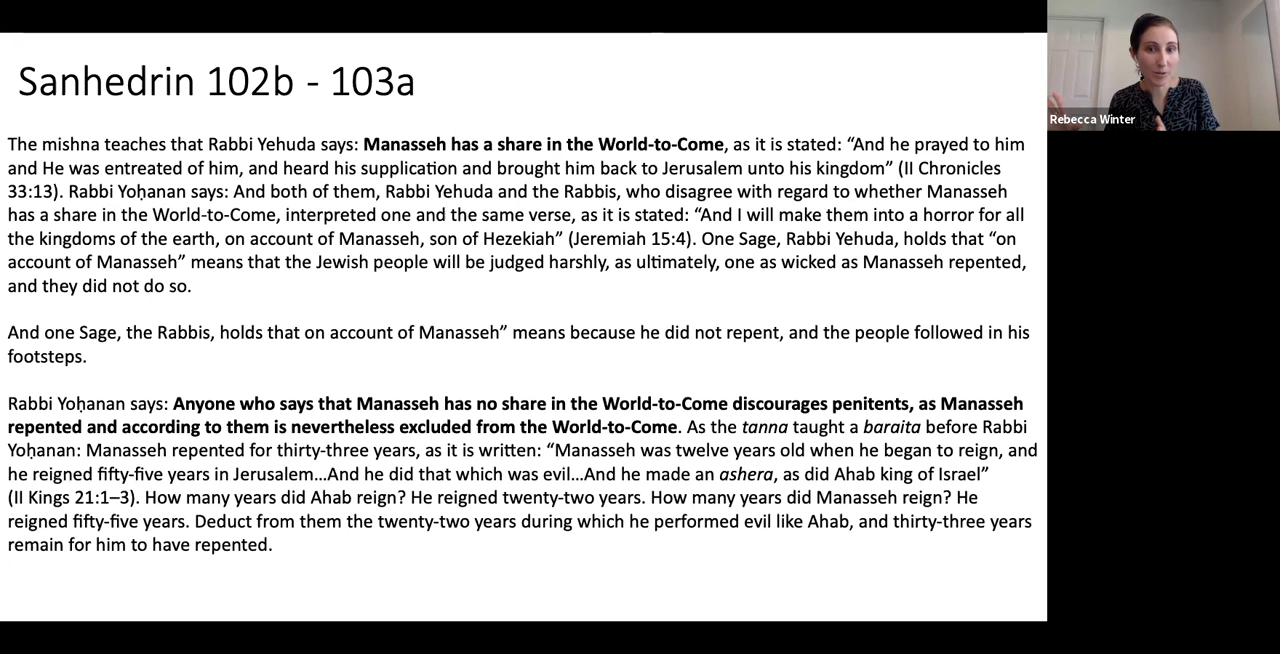 Sanhedrin 102b - 103a
The mishna teaches that Rabbi Yehuda says: Manasseh has a share in the World-to-Come, as it is stated: “And he prayed to him
and He was entreated of him, and heard his supplication and brought him back to Jerusalem unto his kingdom” (II Chronicles
33:13). Rabbi Yoḥanan says: And both of them, Rabbi Yehuda and the Rabbis, who disagree with regard to whether Manasseh
has a share in the World-to-Come, interpreted one and the same verse, as it is stated: “And I will make them into a horror for all
the kingdoms of the earth, on account of Manasseh, son of Hezekiah” (Jeremiah 15:4). One Sage, Rabbi Yehuda, holds that “on
account of Manasseh” means that the Jewish people will be judged harshly, as ultimately, one as wicked as Manasseh repented,
and they did not do so.
And one Sage, the Rabbis, holds that on account of Manasseh” means because he did not repent, and the people followed in his
footsteps.
Rabbi Yoḥanan says: Anyone who says that Manasseh has no share in the World-to-Come discourages penitents, as Manasseh
repented and according to them is nevertheless excluded from the World-to-Come. As the tanna taught a baraita before Rabbi
Yoḥanan: Manasseh repented for thirty-three years, as it is written: “Manasseh was twelve years old when he began to reign, and
he reigned fifty-five years in Jerusalem…And he did that which was evil…And he made an ashera, as did Ahab king of Israel”
(II Kings 21:1–3). How many years did Ahab reign? He reigned twenty-two years. How many years did Manasseh reign? He
reigned fifty-five years. Deduct from them the twenty-two years during which he performed evil like Ahab, and thirty-three years
remain for him to have repented.
Rebecca Winter